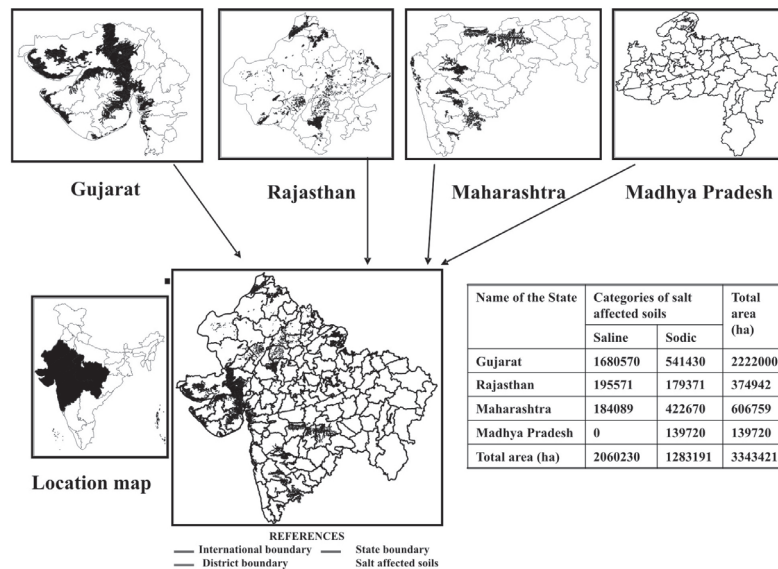 Gujarat
Rajasthan
Maharashtra
Madhya Pradesh
Location map
Name of the State Categories of salt affected soils Total area (ha)
Saline Sodic
Gujarat 1680570 541430 2222000
Rajasthan 195571 179371 374942
Maharashtra 184089 422670 606759
Madhya Pradesh 0 139720 139720
Total area (ha) 2060230 1283191 3343421
REFERENCES
International boundary State boundary
District boundary Salt affected soils